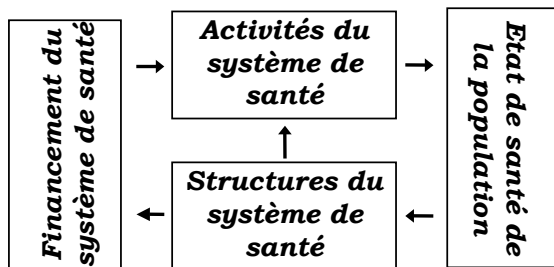 Financement du
système de santé
Activités du
système de
santé
Structures du
système de
santé
Etat de santé de
la population